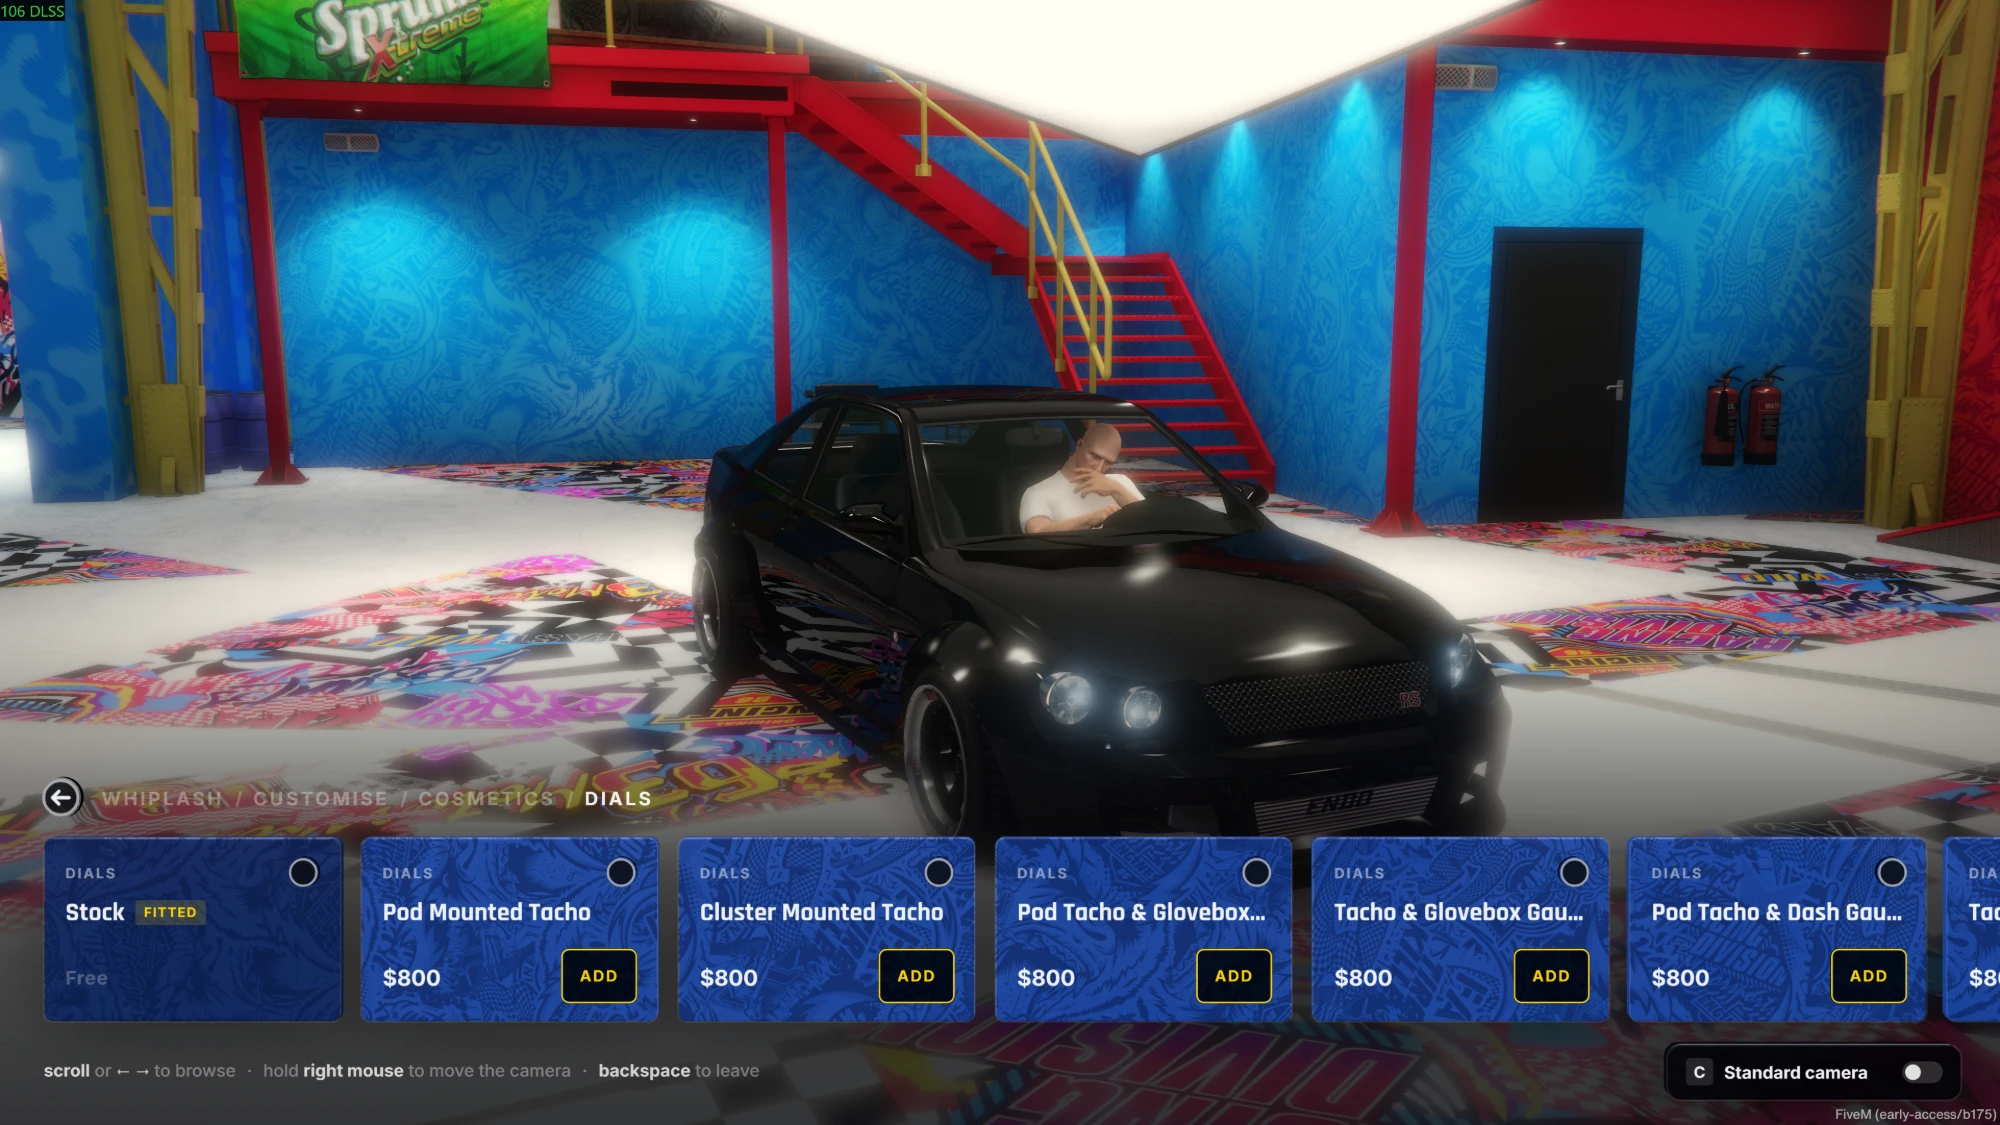 106 DLSS
Sprunk
X-treme
RS
ENDO
WHIPLASH / CUSTOMISE / COSMETICS / DIALS
DIALS
Stock FITTED
Free
DIALS
Pod Mounted Tacho
$800 ADD
DIALS
Cluster Mounted Tacho
$800 ADD
DIALS
Pod Tacho & Glovebox...
$800 ADD
DIALS
Tacho & Glovebox Gau...
$800 ADD
DIALS
Pod Tacho & Dash Gau...
$800 ADD
scroll or ← → to browse · hold right mouse to move the camera · backspace to leave
C Standard camera
FiveM (early-access/b175)